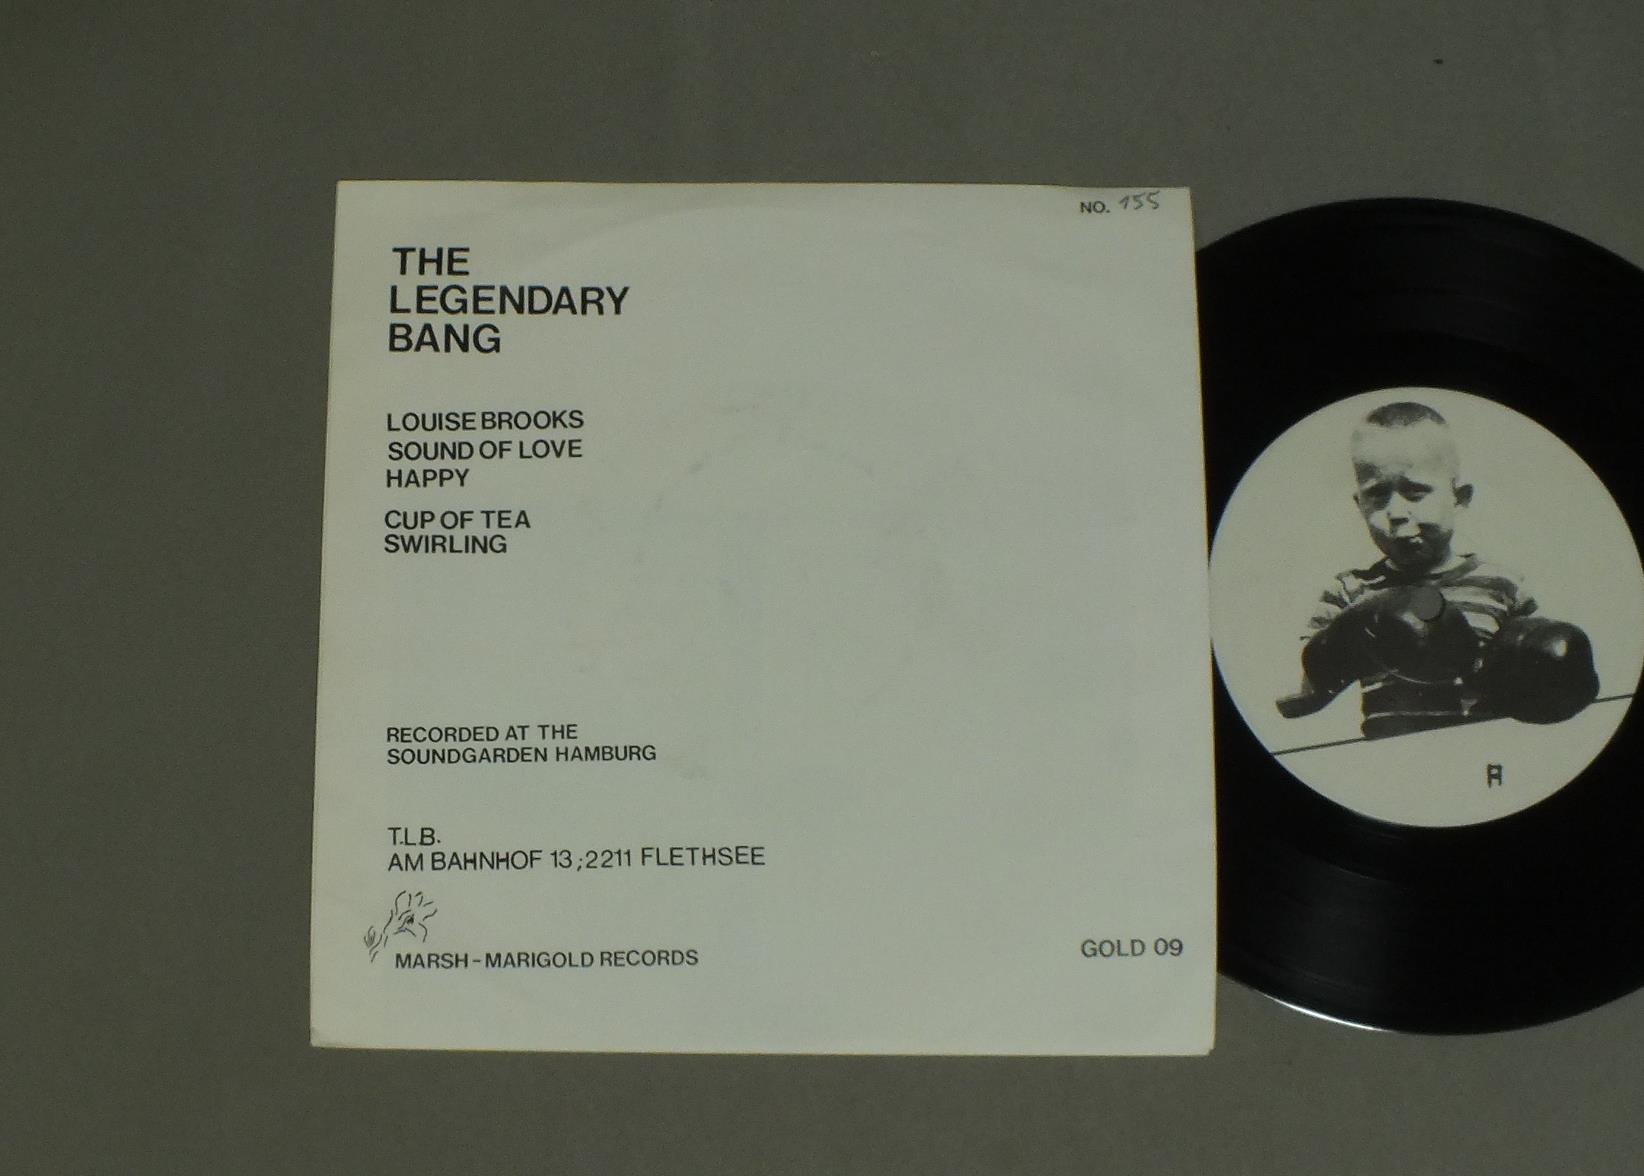 NO. 155
THE
LEGENDARY
BANG
LOUISE BROOKS
SOUND OF LOVE
HAPPY
CUP OF TEA
SWIRLING
RECORDED AT THE
SOUNDGARDEN HAMBURG
T.L.B.
AM BAHNHOF 13 ; 2211 FLETHSEE
MARSH-MARIGOLD RECORDS
GOLD 09
A